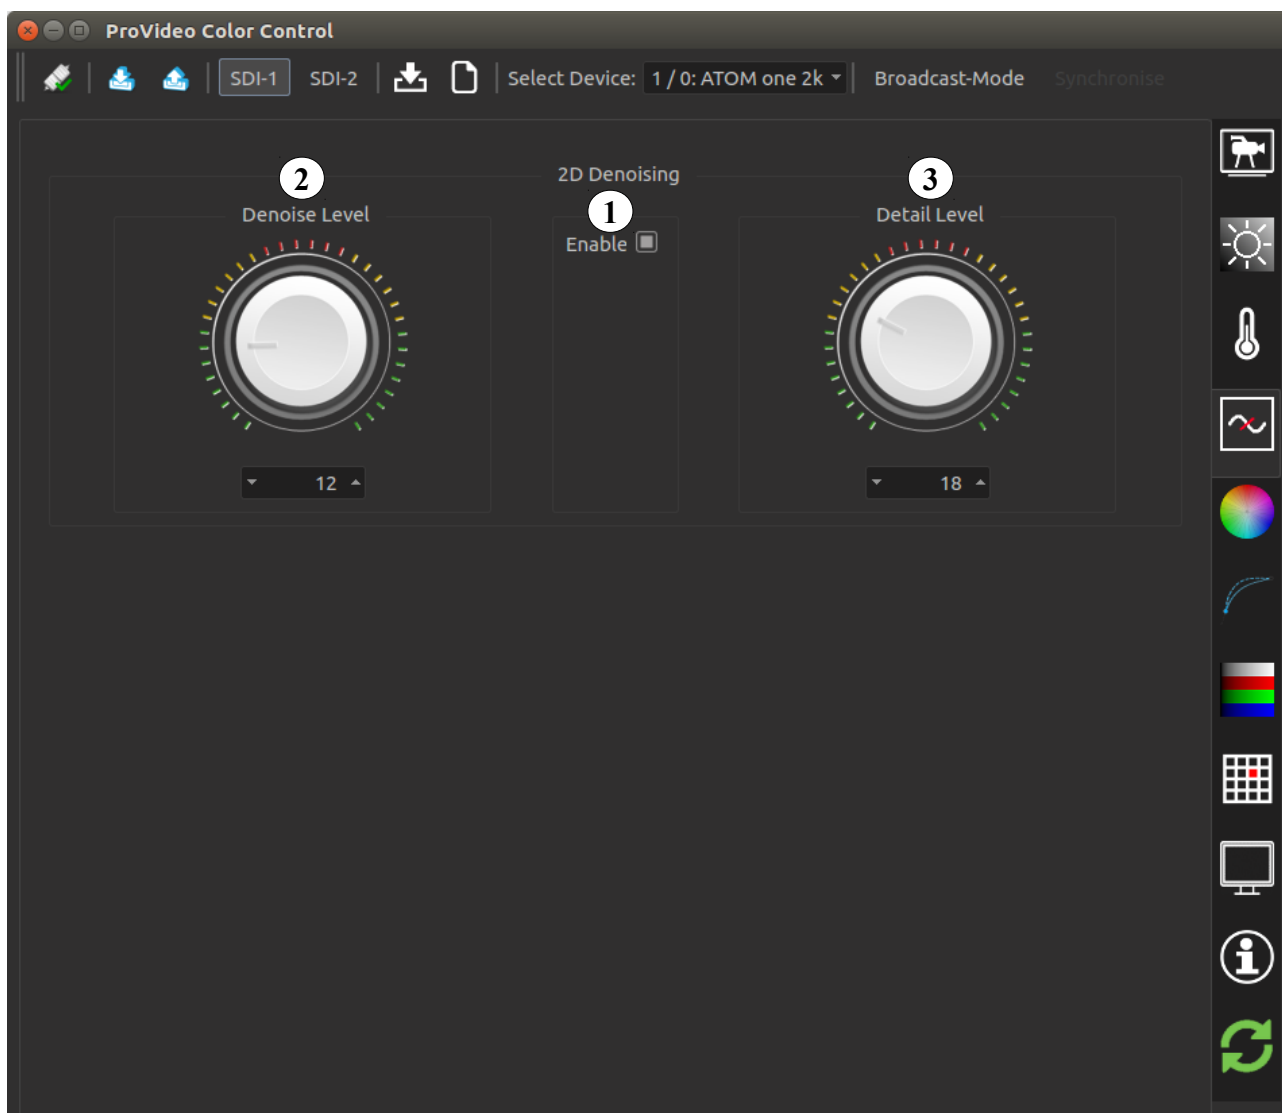 ProVideo Color Control
SDI-1 SDI-2 Select Device: 1 / 0: ATOM one 2k Broadcast-Mode Synchronise
2D Denoising
2 1 3
Denoise Level Enable Detail Level
12 18